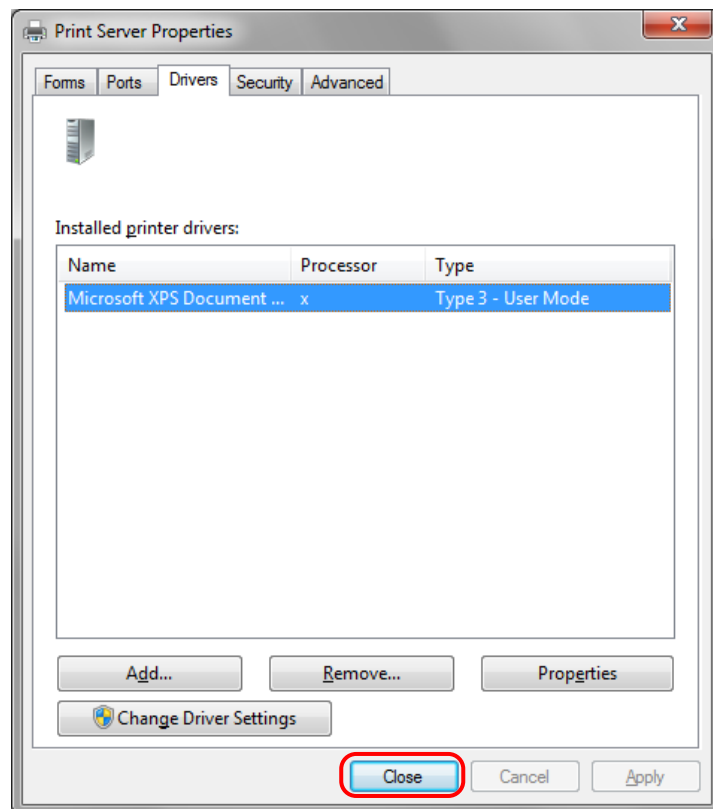 Print Server Properties
x
Forms Ports Drivers Security Advanced
Installed printer drivers:
Name Processor Type
Microsoft XPS Document ... x Type 3 - User Mode
Add... Remove... Properties
Change Driver Settings
Close Cancel Apply